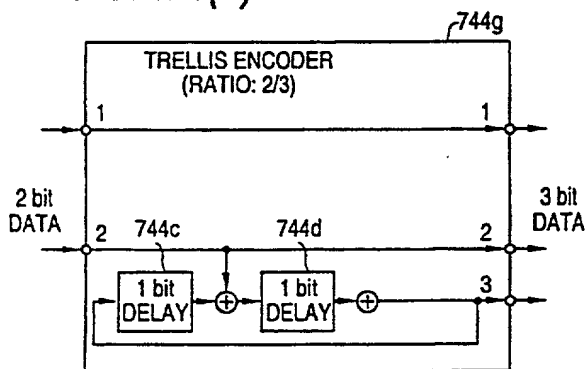 744g
TRELLIS ENCODER
(RATIO: 2/3)
1 1
2 bit
DATA
3 bit
DATA
2 744c 744d 2
3
1 bit
DELAY
1 bit
DELAY